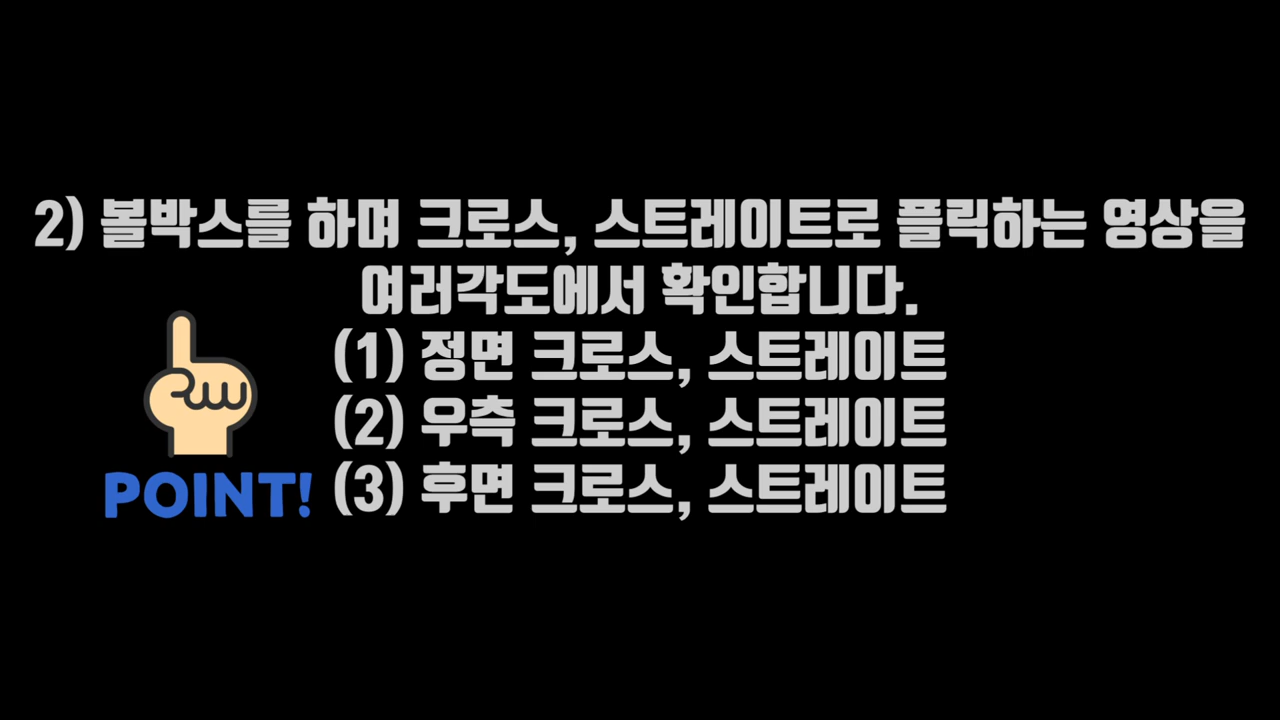 2) 볼박스를 하며 크로스, 스트레이트로 플릭하는 영상을
여러각도에서 확인합니다.
(1) 정면 크로스, 스트레이트
(2) 우측 크로스, 스트레이트
(3) 후면 크로스, 스트레이트
POINT!